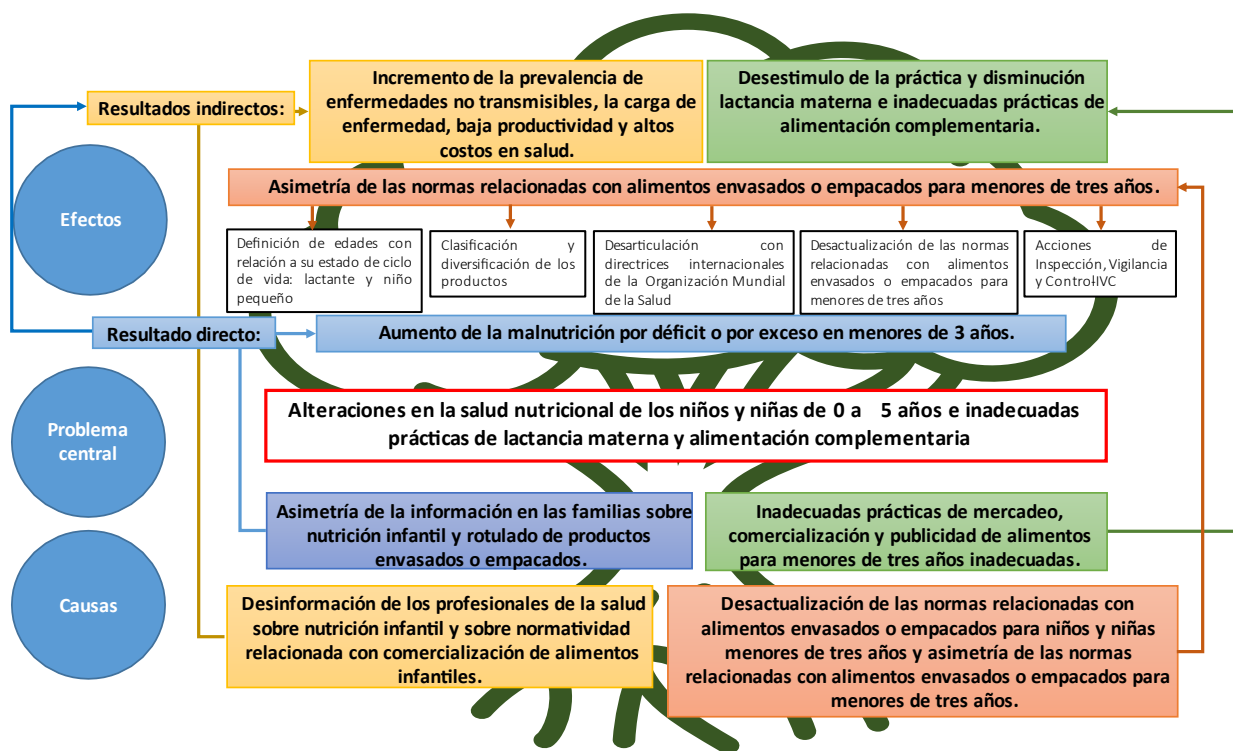 Resultados indirectos:
Incremento de la prevalencia de
enfermedades no transmisibles, la carga de
enfermedad, baja productividad y altos
costos en salud.
Desestimulo de la práctica y disminución
lactancia materna e inadecuadas prácticas de
alimentación complementaria.
Efectos
Asimetría de las normas relacionadas con alimentos envasados o empacados para menores de tres años.
Definición de edades con
relación a su estado de ciclo
de vida: lactante y niño
pequeño
Clasificación y
diversificación de los
productos
Desarticulación con
directrices internacionales
de la Organización Mundial
de la Salud
Desactualización de las normas
relacionadas con alimentos
envasados o empacados para
menores de tres años
Acciones de
Inspección, Vigilancia
y Control-IVC
Resultado directo:
Aumento de la malnutrición por déficit o por exceso en menores de 3 años.
Problema
central
Alteraciones en la salud nutricional de los niños y niñas de 0 a 5 años e inadecuadas
prácticas de lactancia materna y alimentación complementaria
Causas
Asimetría de la información en las familias sobre
nutrición infantil y rotulado de productos
envasados o empacados.
Inadecuadas prácticas de mercadeo,
comercialización y publicidad de alimentos
para menores de tres años inadecuadas.
Desinformación de los profesionales de la salud
sobre nutrición infantil y sobre normatividad
relacionada con comercialización de alimentos
infantiles.
Desactualización de las normas relacionadas con
alimentos envasados o empacados para niños y niñas
menores de tres años y asimetría de las normas
relacionadas con alimentos envasados o empacados para
menores de tres años.